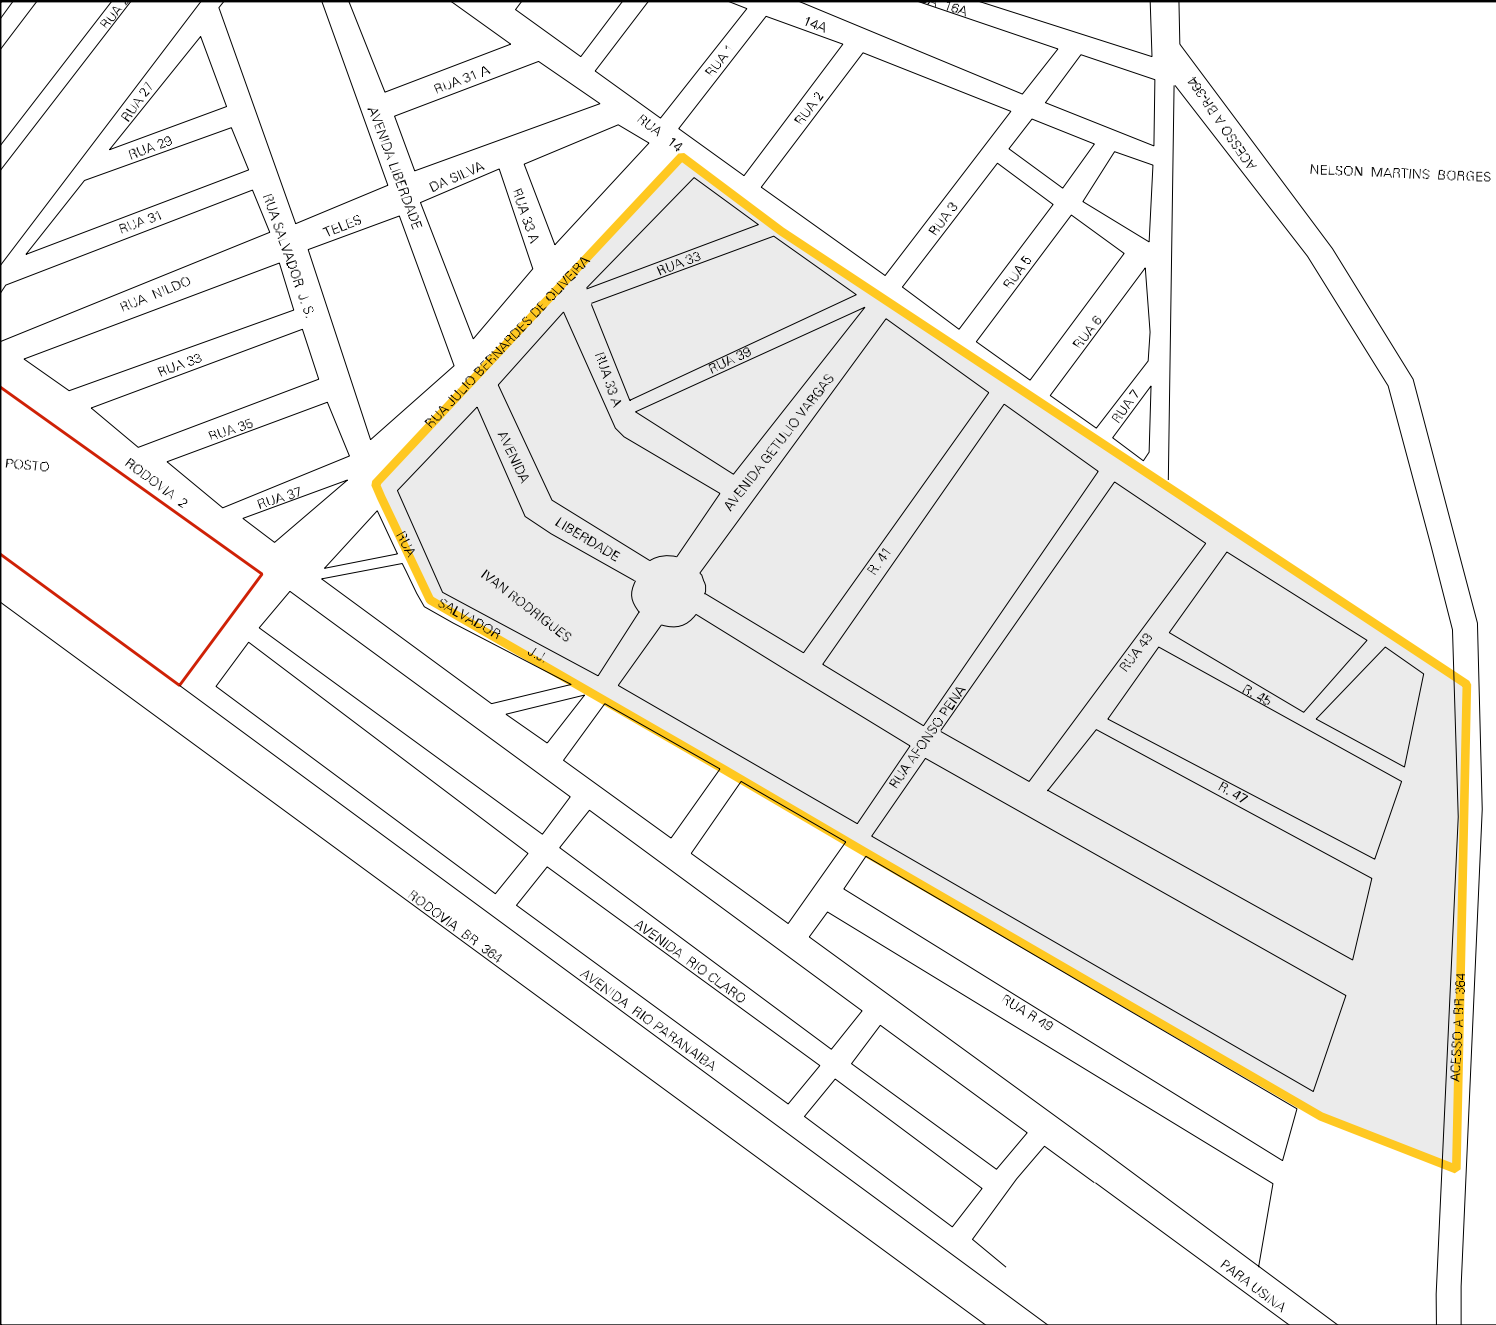 RUA
16A
14A
RUA 1
RUA 31 A
RUA 27
RUA 2
ACESSO A BR-364
AVENIDA LIBERDADE
RUA 14
RUA 29
NELSON MARTINS BORGES
DA SILVA
RUA 33 A
RUA 31
RUA SALVADOR J. S.
TELES
RUA 3
RUA 33
RUA 5
RUA NILDO
RUA JULIO BERNARDES DE OLIVEIRA
RUA 6
RUA 33
RUA 33 A
RUA 39
AVENIDA GETULIO VARGAS
RUA 7
RUA 35
AVENIDA
POSTO
RODOVIA 2
RUA 37
LIBERDADE
RUA
R. 41
IVAN RODRIGUES
SALVADOR
J.J.
RUA 43
R. 45
RUA AFONSO PENA
R. 47
RODOVIA BR 364
AVENIDA RIO CLARO
AVENIDA RIO PARANAIBA
RUA R 49
ACESSO A BR 364
PARA USINA